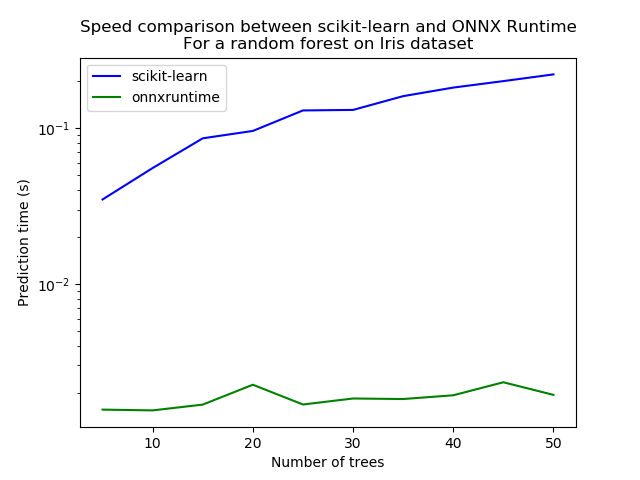 Speed comparison between scikit-learn and ONNX Runtime
For a random forest on Iris dataset
scikit-learn
onnxruntime
Prediction time (s)
10⁻¹
10⁻²
10 20 30 40 50
Number of trees